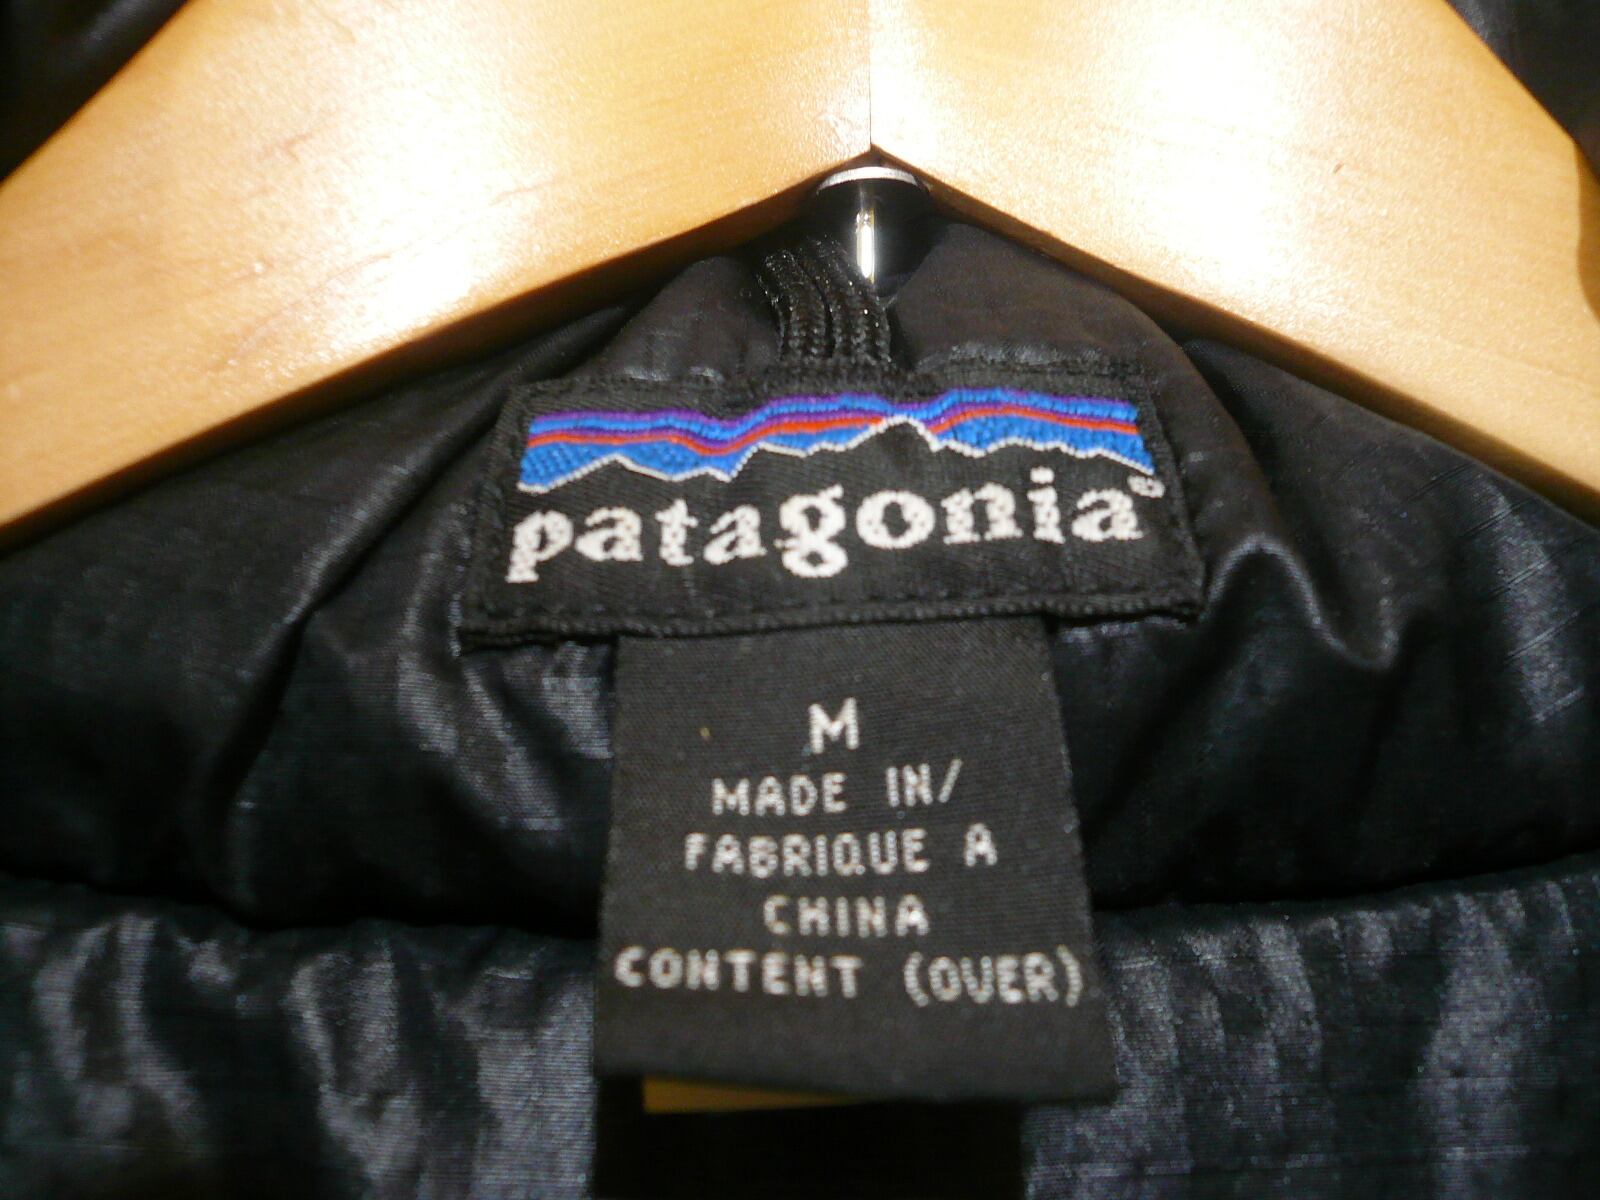 patagonia®
M
MADE IN/
FABRIQUE A
CHINA
CONTENT (OVER)